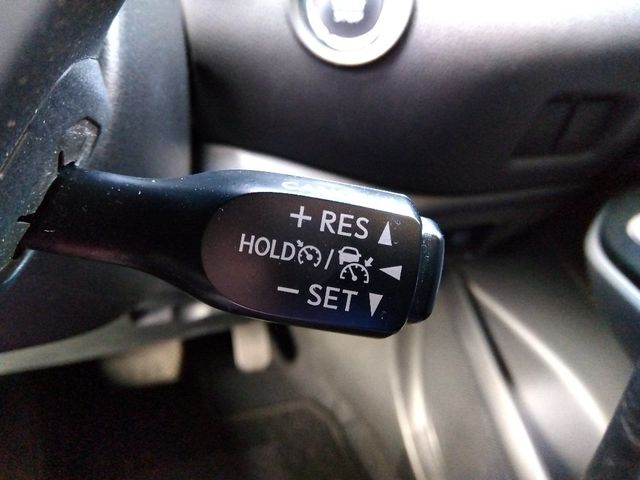 + RES
HOLD /
− SET